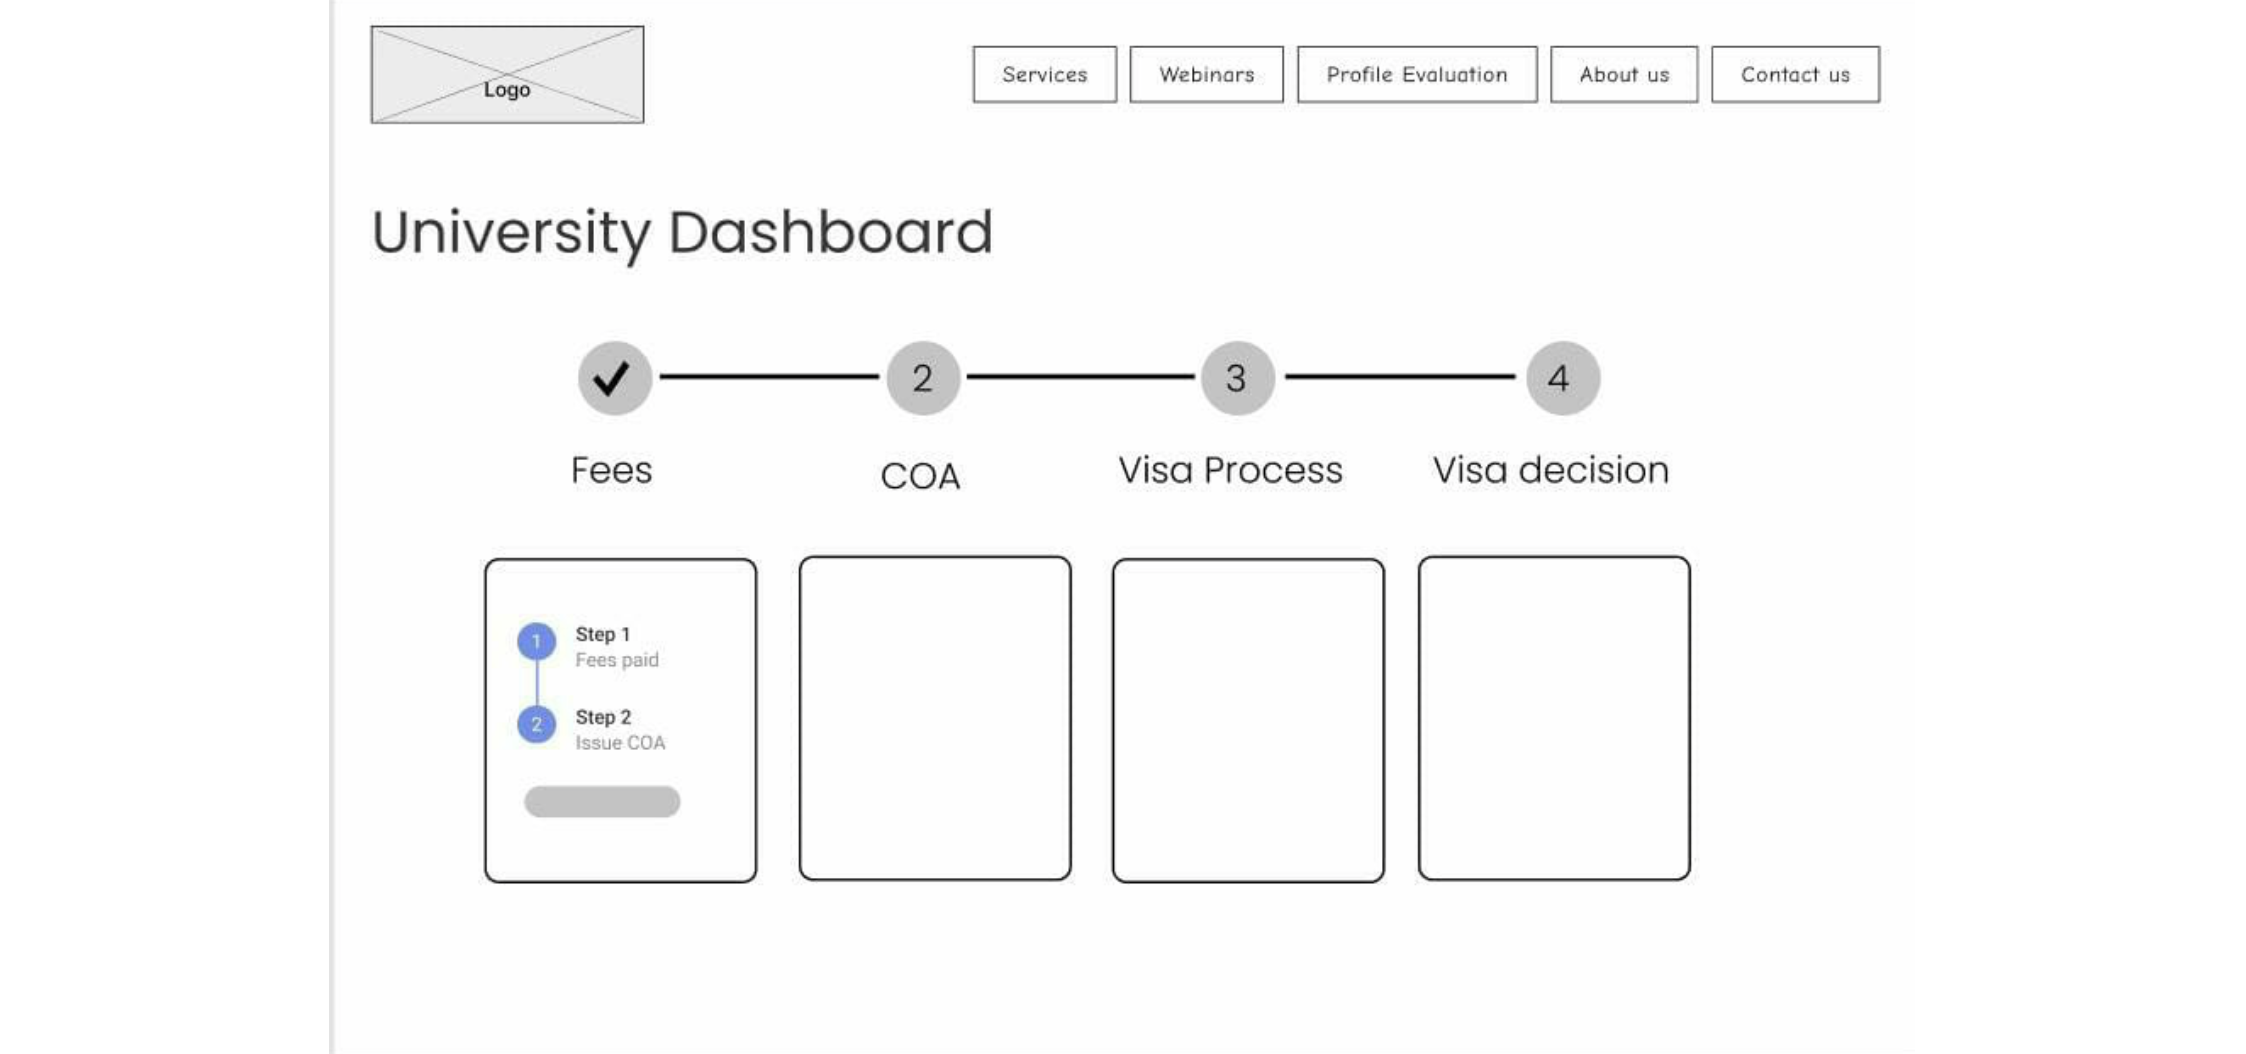 Logo
Services
Webinars
Profile Evaluation
About us
Contact us
University Dashboard
2
3
4
Fees
COA
Visa Process
Visa decision
1
Step 1
Fees paid
2
Step 2
Issue COA